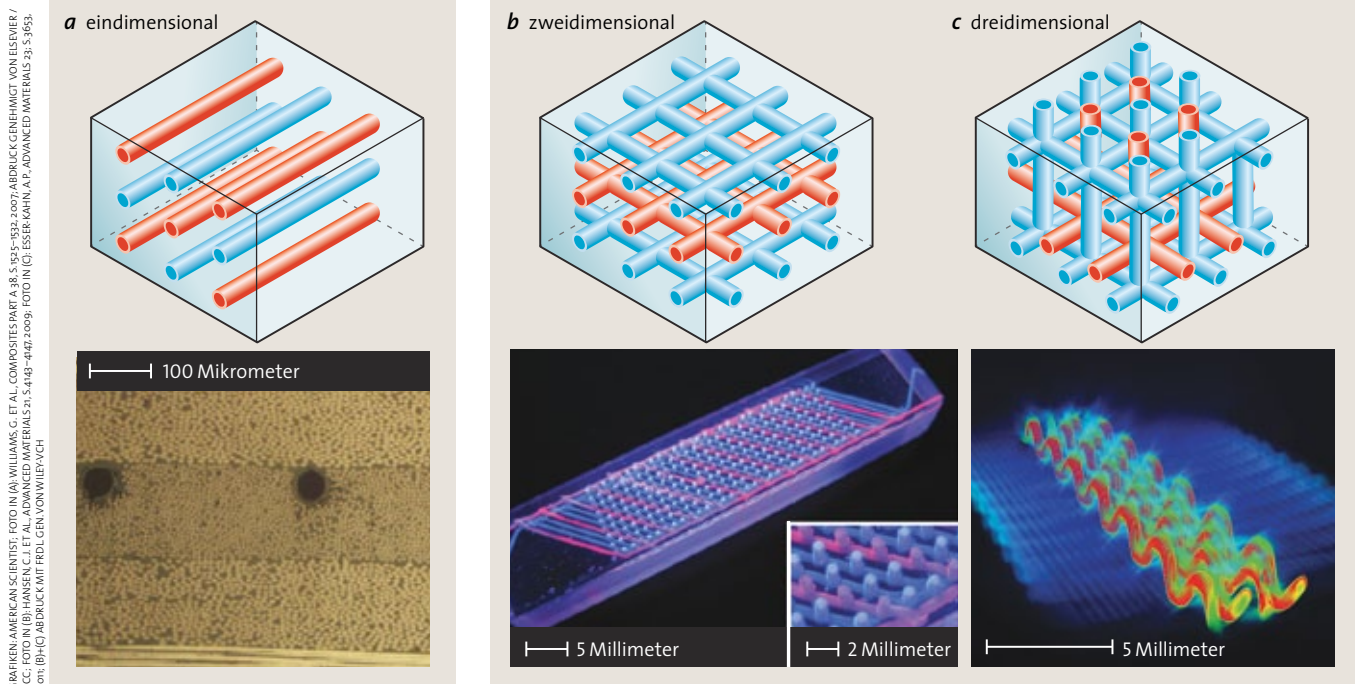 RAFIKEN: AMERICAN SCIENTIST; FOTO IN (A): WILLIAMS, G. ET AL., COMPOSITES PART A 38, S. 1525–1532, 2007; ABDRUCK GENEHMIGT VON ELSEVIER /
CC; FOTO IN (B): HANSEN, C.J. ET AL., ADVANCED MATERIALS 21, S. 4143–4147, 2009; FOTO IN (C): ESSER-KAHN, A.P., ADVANCED MATERIALS 23; S. 3653,
011; (B)+(C) ABDRUCK MIT FRDL. GEN. VON WILEY-VCH
a eindimensional
100 Mikrometer
b zweidimensional
5 Millimeter
2 Millimeter
c dreidimensional
5 Millimeter